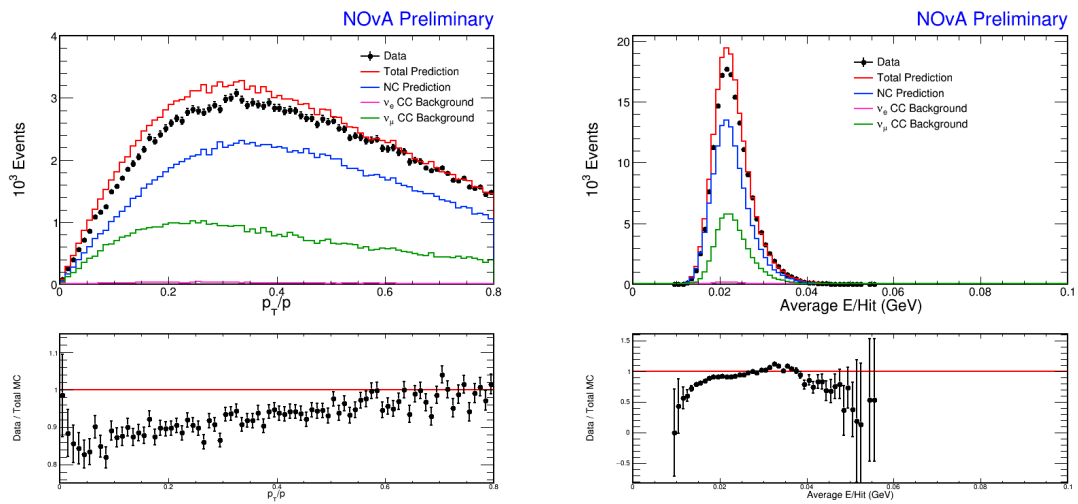 NOvA Preliminary
4
3
2
1
0
10³ Events
Data
Total Prediction
NC Prediction
νe CC Background
νμ CC Background
0 0.2 0.4 0.6 0.8
pT/p
1.1
1
0.9
0.8
Data / Total MC
0 0.2 0.4 0.6 0.8
pT/p
NOvA Preliminary
20
15
10
5
0
10³ Events
Data
Total Prediction
NC Prediction
νe CC Background
νμ CC Background
0 0.02 0.04 0.06 0.08 0.1
Average E/Hit (GeV)
1.5
1
0.5
0
−0.5
Data / Total MC
0 0.02 0.04 0.06 0.08 0.1
Average E/Hit (GeV)